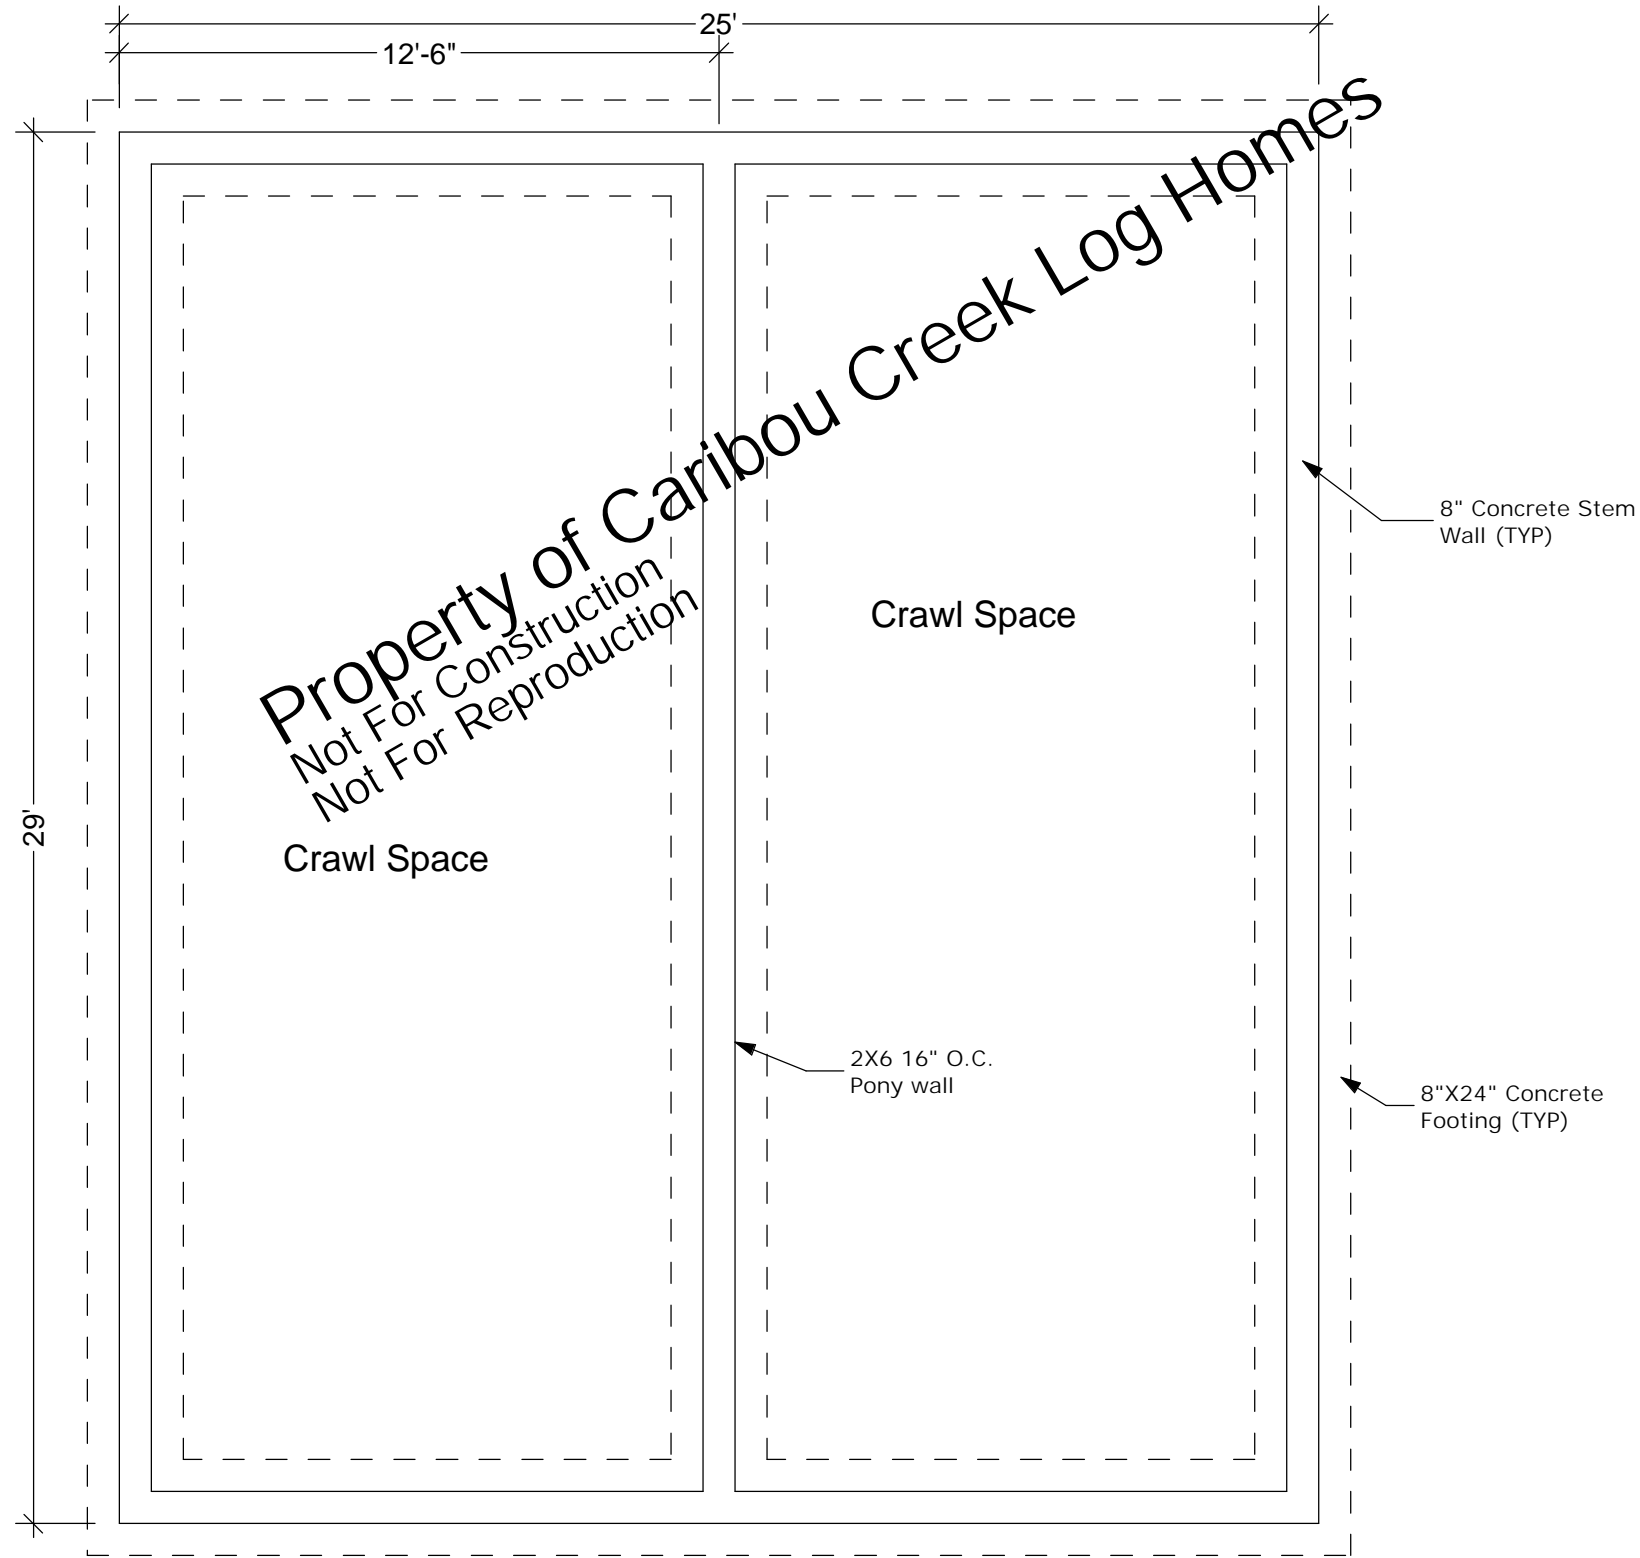 25'
12'-6"
Property of Caribou Creek Log Homes
Not For Construction
Not For Reproduction
8" Concrete Stem
Wall (TYP)
Crawl Space
29'
Crawl Space
2X6 16" O.C.
Pony wall
8"X24" Concrete
Footing (TYP)